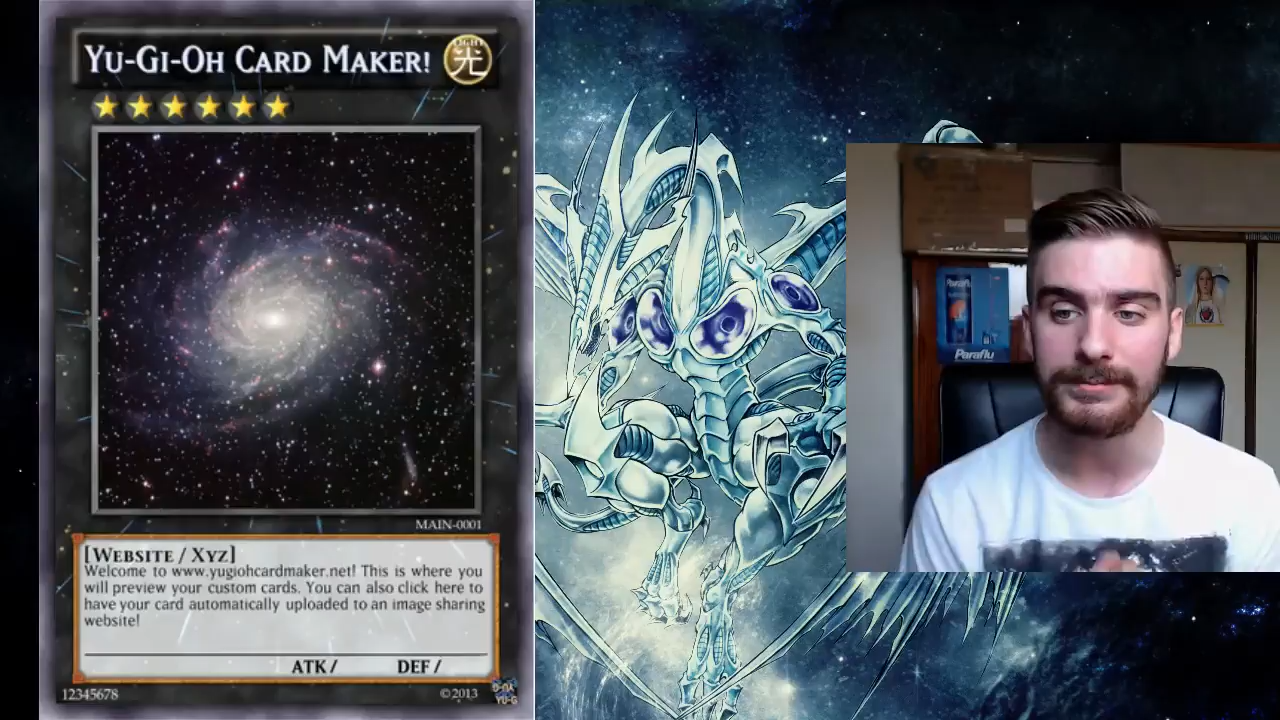 YU-GI-OH CARD MAKER!
LIGHT
光
MAIN-0001
[WEBSITE / XYZ]
Welcome to www.yugiohcardmaker.net! This is where you
will preview your custom cards. You can also click here to
have your card automatically uploaded to an image sharing
website!
ATK / DEF /
12345678
©2013
Paraflu
Paraflu